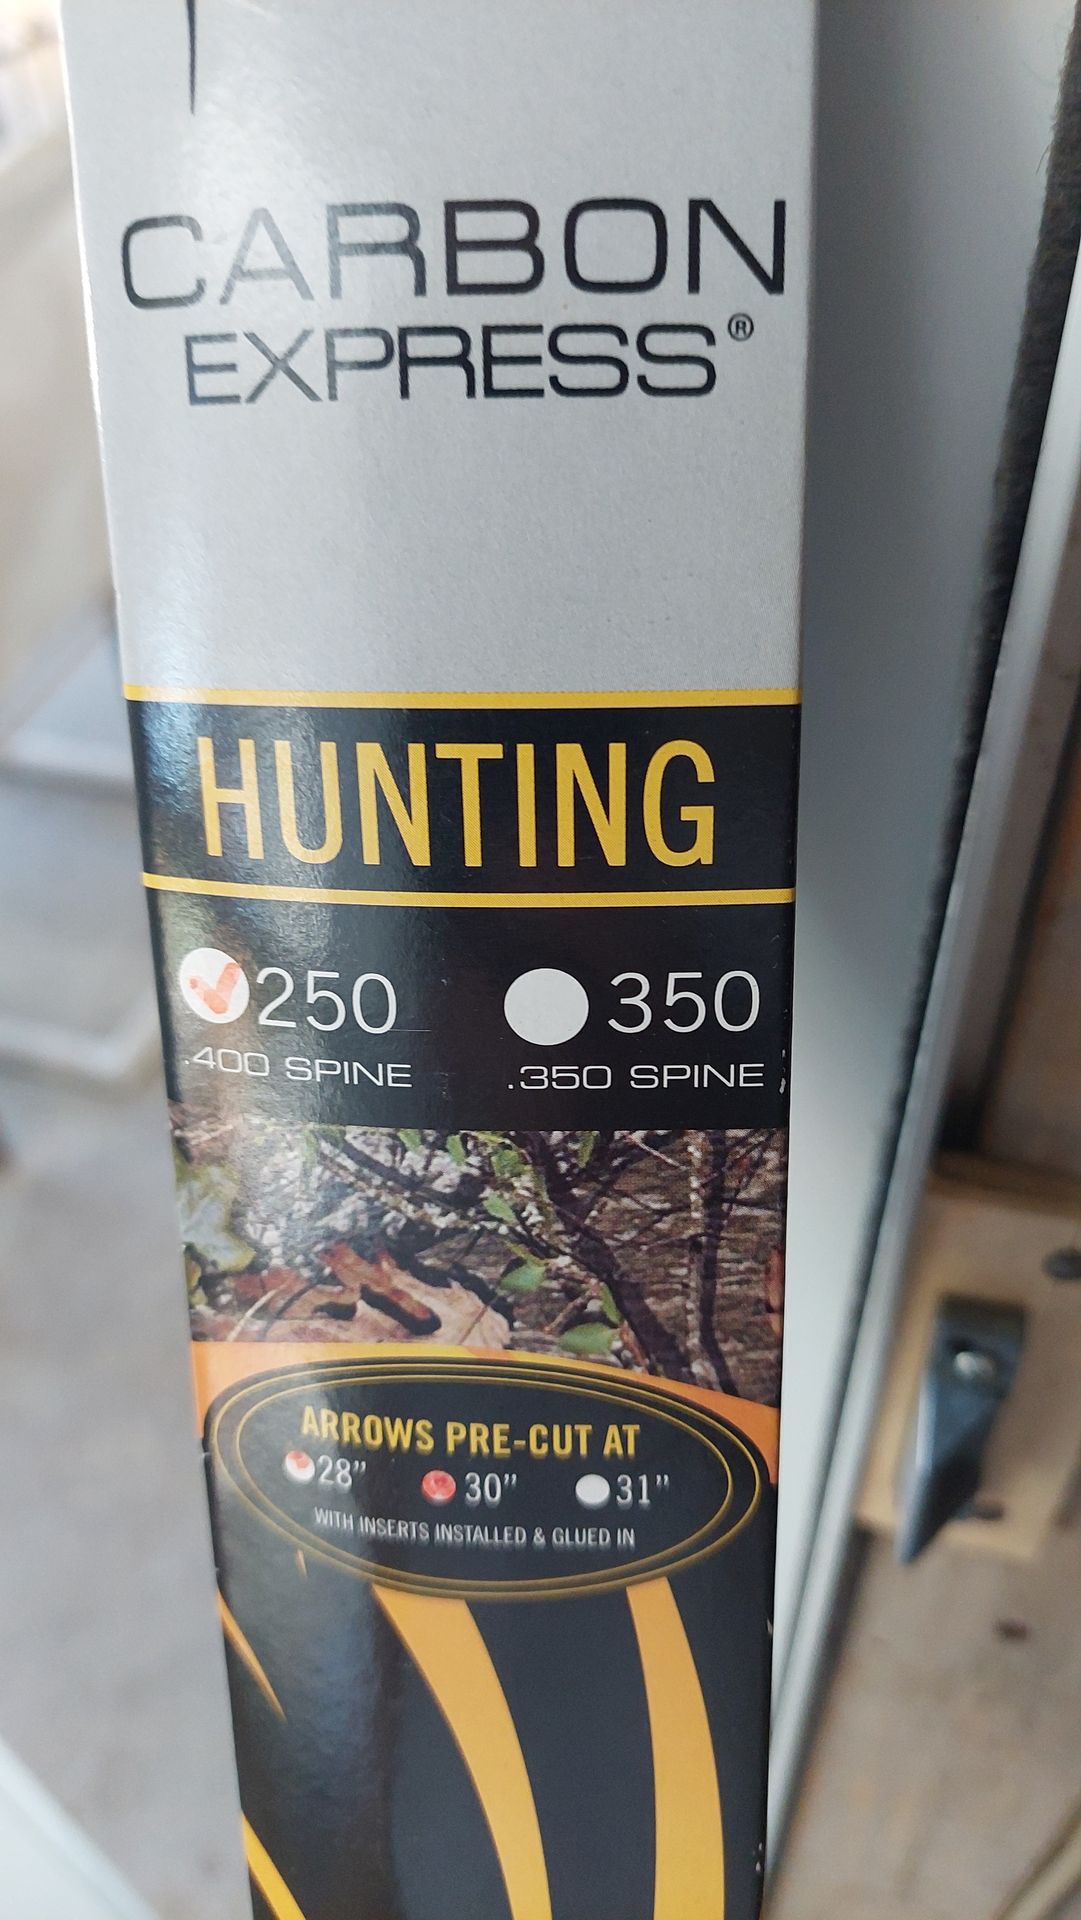 CARBON
EXPRESS®
HUNTING
250 350
.400 SPINE .350 SPINE
ARROWS PRE-CUT AT
28” 30” 31”
WITH INSERTS INSTALLED & GLUED IN